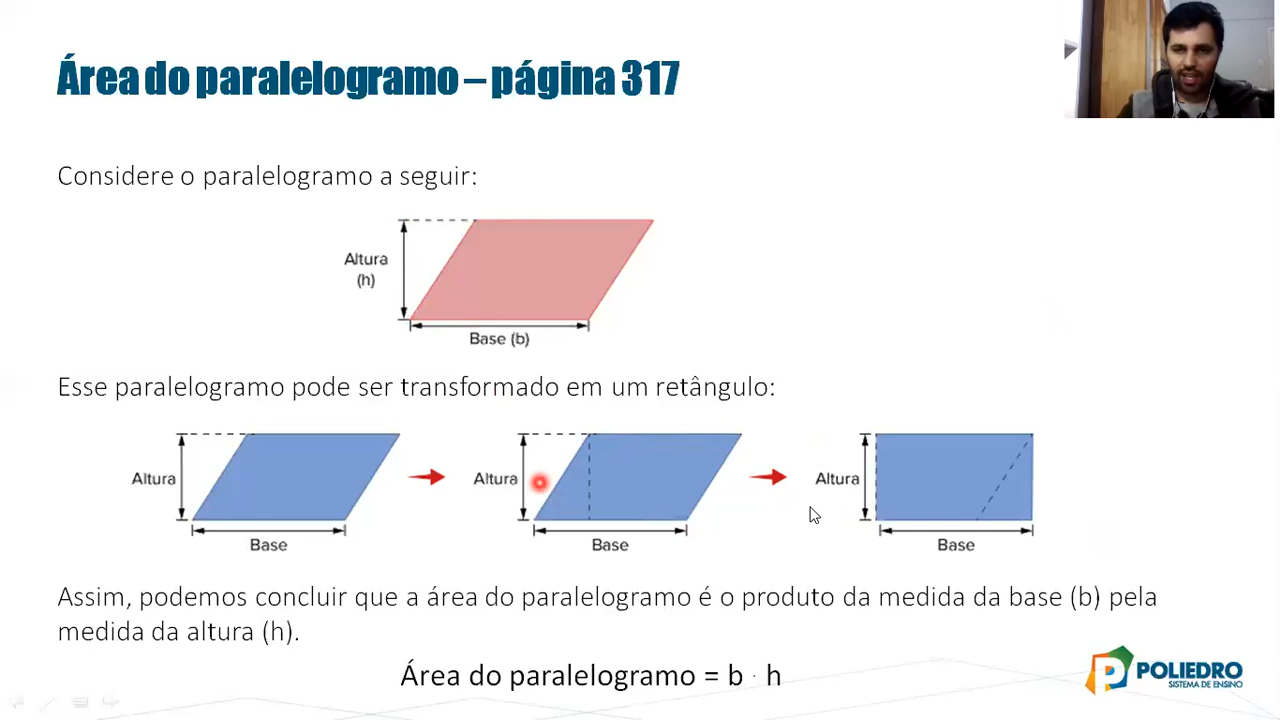 Área do paralelogramo – página 317
Considere o paralelogramo a seguir:
Altura
(h)
Base (b)
Esse paralelogramo pode ser transformado em um retângulo:
Altura
Altura
Altura
Base
Base
Base
Assim, podemos concluir que a área do paralelogramo é o produto da medida da base (b) pela
medida da altura (h).
Área do paralelogramo = b · h
POLIEDRO
SISTEMA DE ENSINO